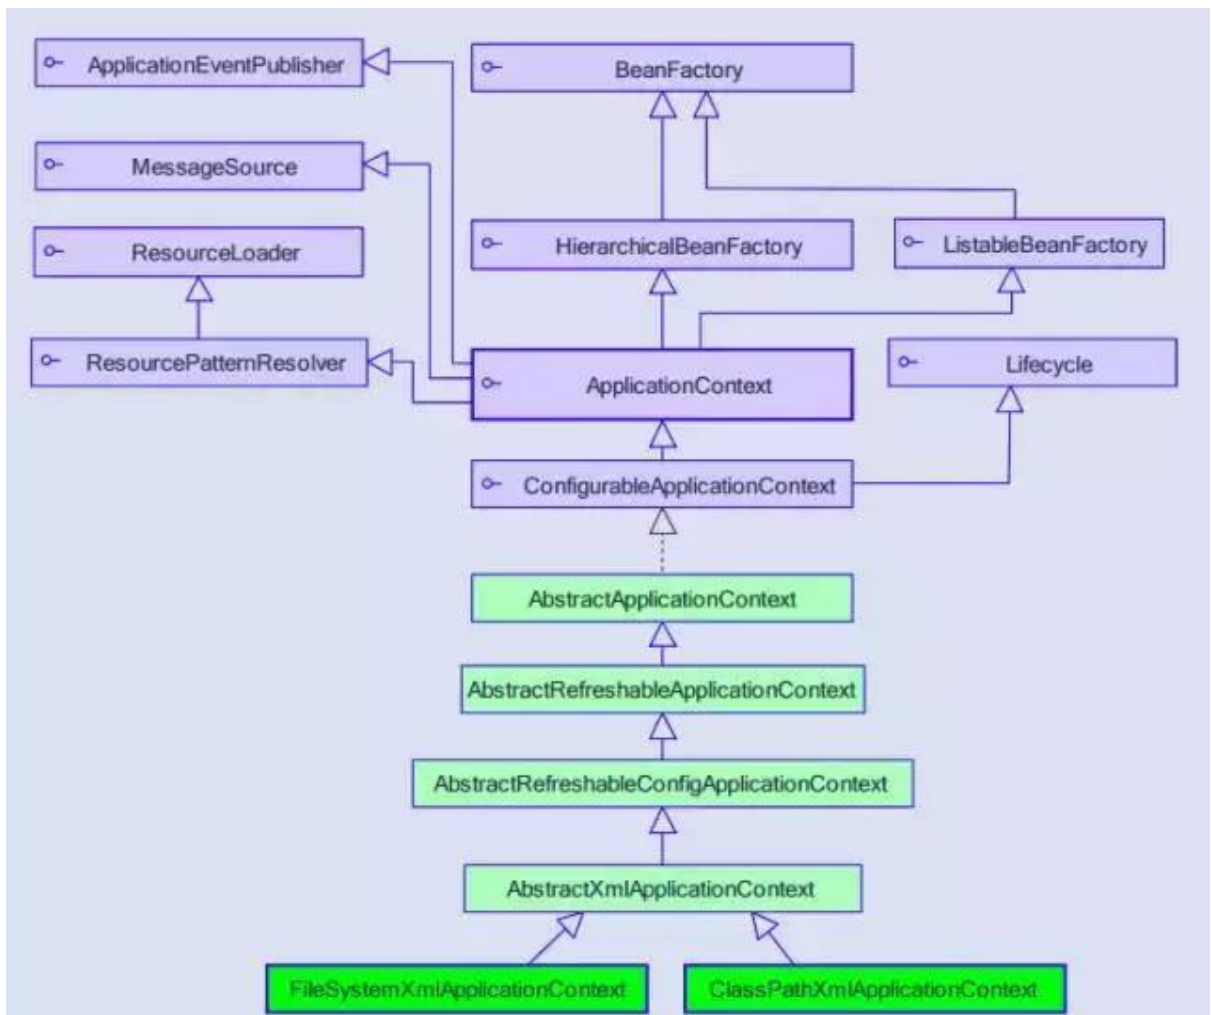 ApplicationEventPublisher
BeanFactory
MessageSource
ResourceLoader
HierarchicalBeanFactory
ListableBeanFactory
ResourcePatternResolver
ApplicationContext
Lifecycle
ConfigurableApplicationContext
AbstractApplicationContext
AbstractRefreshableApplicationContext
AbstractRefreshableConfigApplicationContext
AbstractXmlApplicationContext
FileSystemXmlApplicationContext
ClassPathXmlApplicationContext